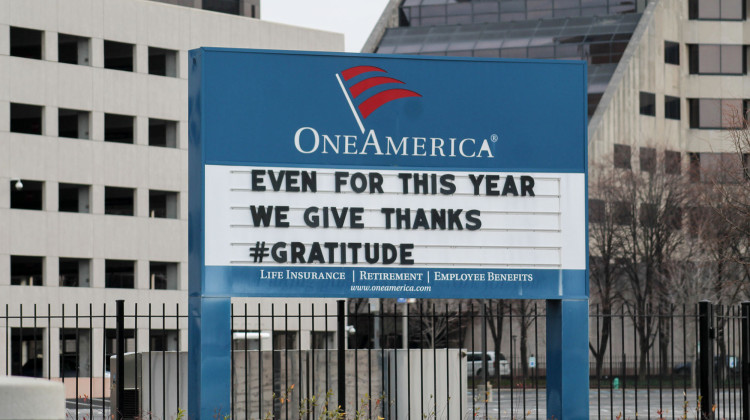 OneAmerica®
EVEN FOR THIS YEAR
WE GIVE THANKS
#GRATITUDE
Life Insurance | Retirement | Employee Benefits
www.oneamerica.com